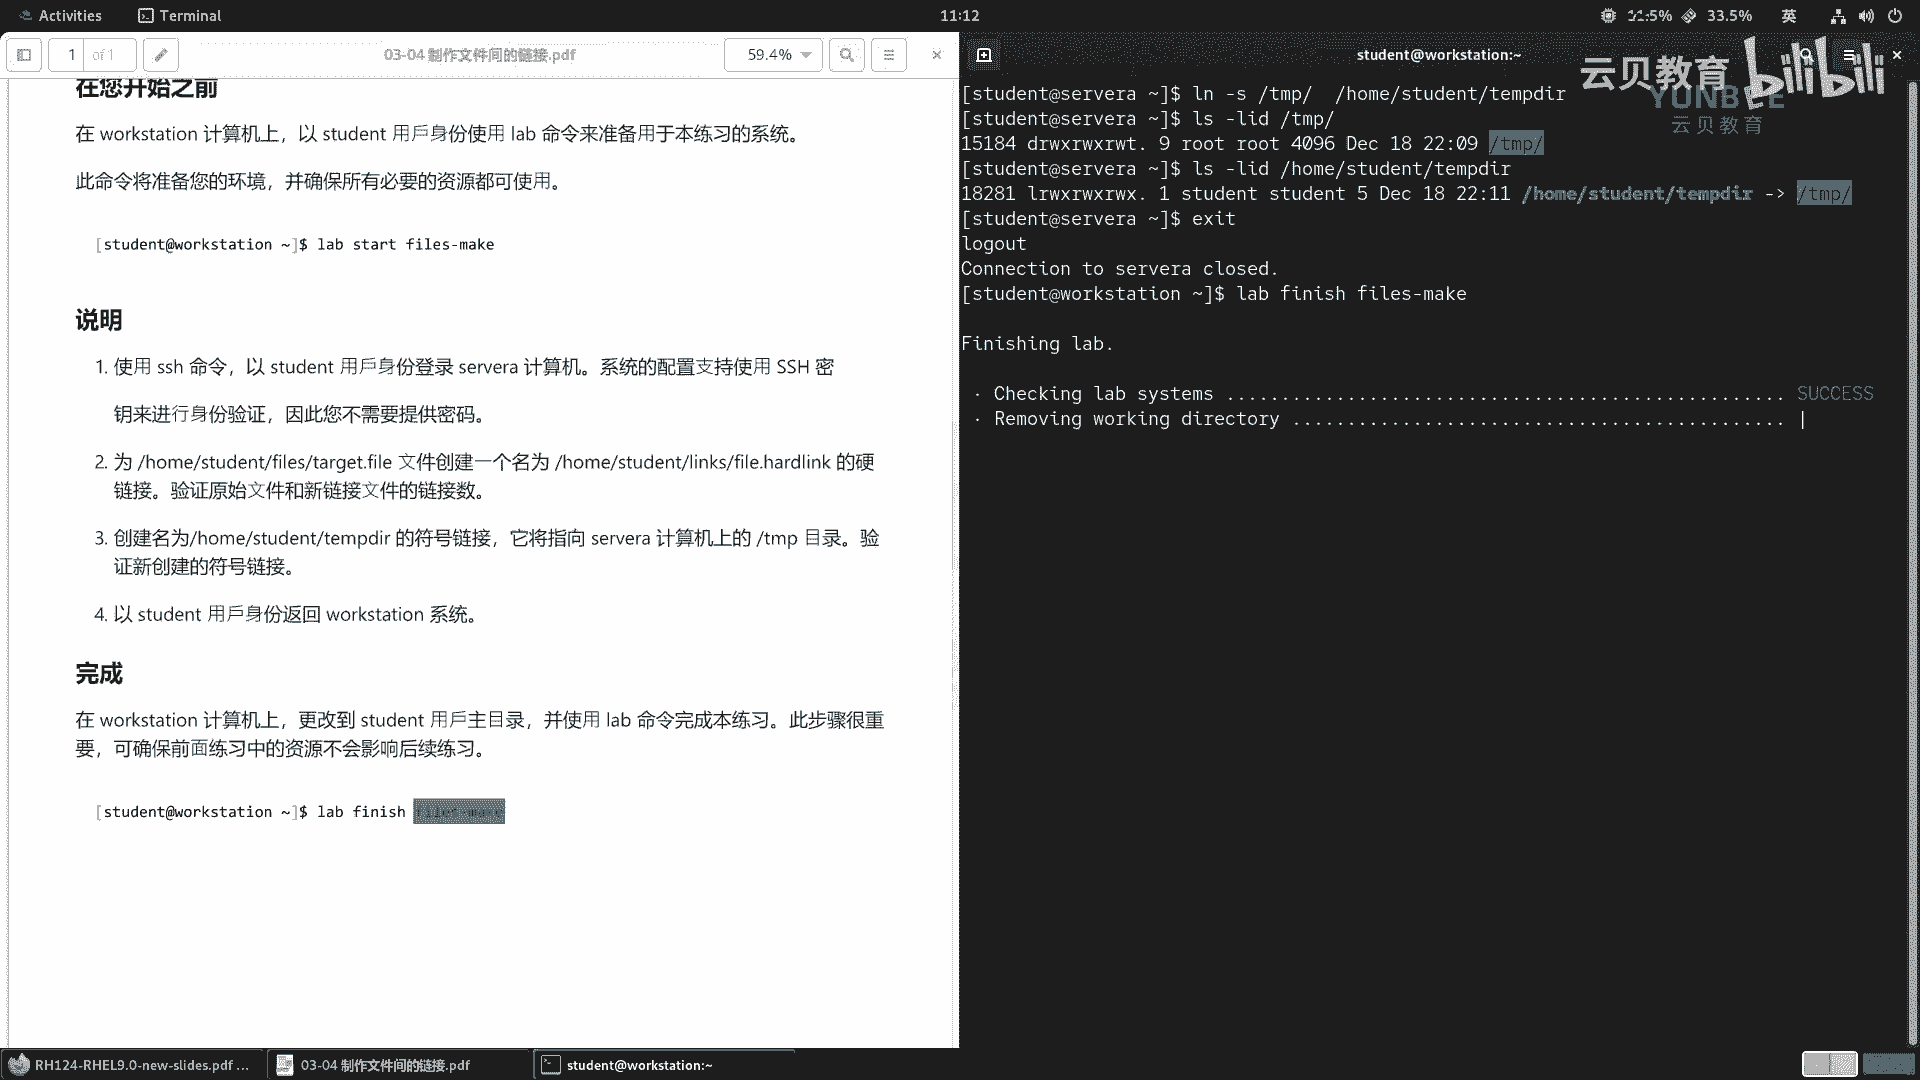 Activities
Terminal
11:12
33.5%
英
1
of 1
03-04 制作文件间的链接.pdf
59.4%
在您开始之前
在 workstation 计算机上，以 student 用户身份使用 lab 命令来准备用于本练习的系统。
此命令将准备您的环境，并确保所有必要的资源都可使用。
[student@workstation ~]$ lab start files-make
说明
1. 使用 ssh 命令，以 student 用户身份登录 servera 计算机。系统的配置支持使用 SSH 密
钥来进行身份验证，因此您不需要提供密码。
2. 为 /home/student/files/target.file 文件创建一个名为 /home/student/links/file.hardlink 的硬
链接。验证原始文件和新链接文件的链接数。
3. 创建名为/home/student/tempdir 的符号链接，它将指向 servera 计算机上的 /tmp 目录。验
证新创建的符号链接。
4. 以 student 用户身份返回 workstation 系统。
完成
在 workstation 计算机上，更改到 student 用户主目录，并使用 lab 命令完成本练习。此步骤很重
要，可确保前面练习中的资源不会影响后续练习。
[student@workstation ~]$ lab finish files-make
student@workstation:~
云贝教育 bilibili
云贝教育
[student@servera ~]$ ln -s /tmp/  /home/student/tempdir
[student@servera ~]$ ls -lid /tmp/
15184 drwxrwxrwt. 9 root root 4096 Dec 18 22:09 /tmp/
[student@servera ~]$ ls -lid /home/student/tempdir
18281 lrwxrwxrwx. 1 student student 5 Dec 18 22:11 /home/student/tempdir -> /tmp/
[student@servera ~]$ exit
logout
Connection to servera closed.
[student@workstation ~]$ lab finish files-make
Finishing lab.
· Checking lab systems ................................................... SUCCESS
· Removing working directory ............................................. |
RH124-RHEL9.0-new-slides.pdf ...
03-04 制作文件间的链接.pdf
student@workstation:~